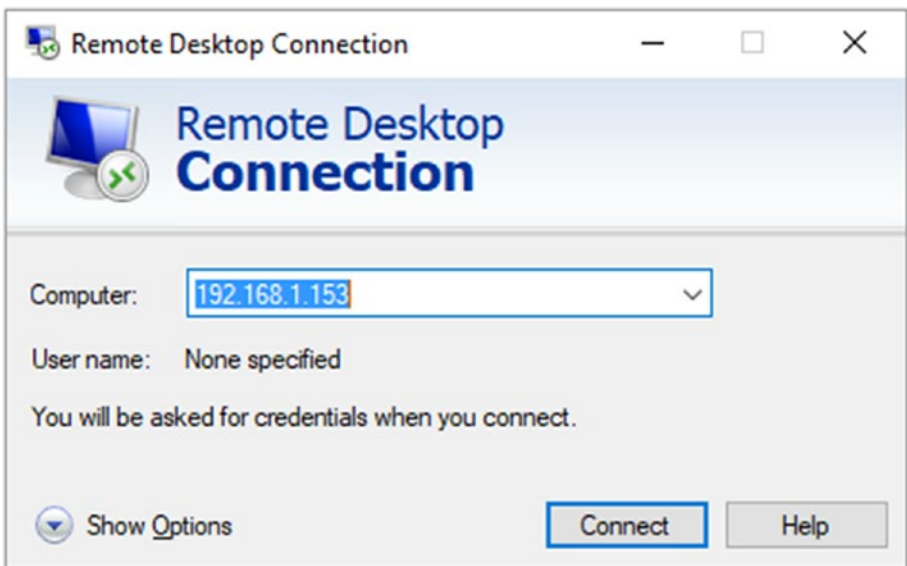 Remote Desktop Connection
Remote Desktop
Connection
Computer: 192.168.1.153
User name: None specified
You will be asked for credentials when you connect.
Show Options Connect Help